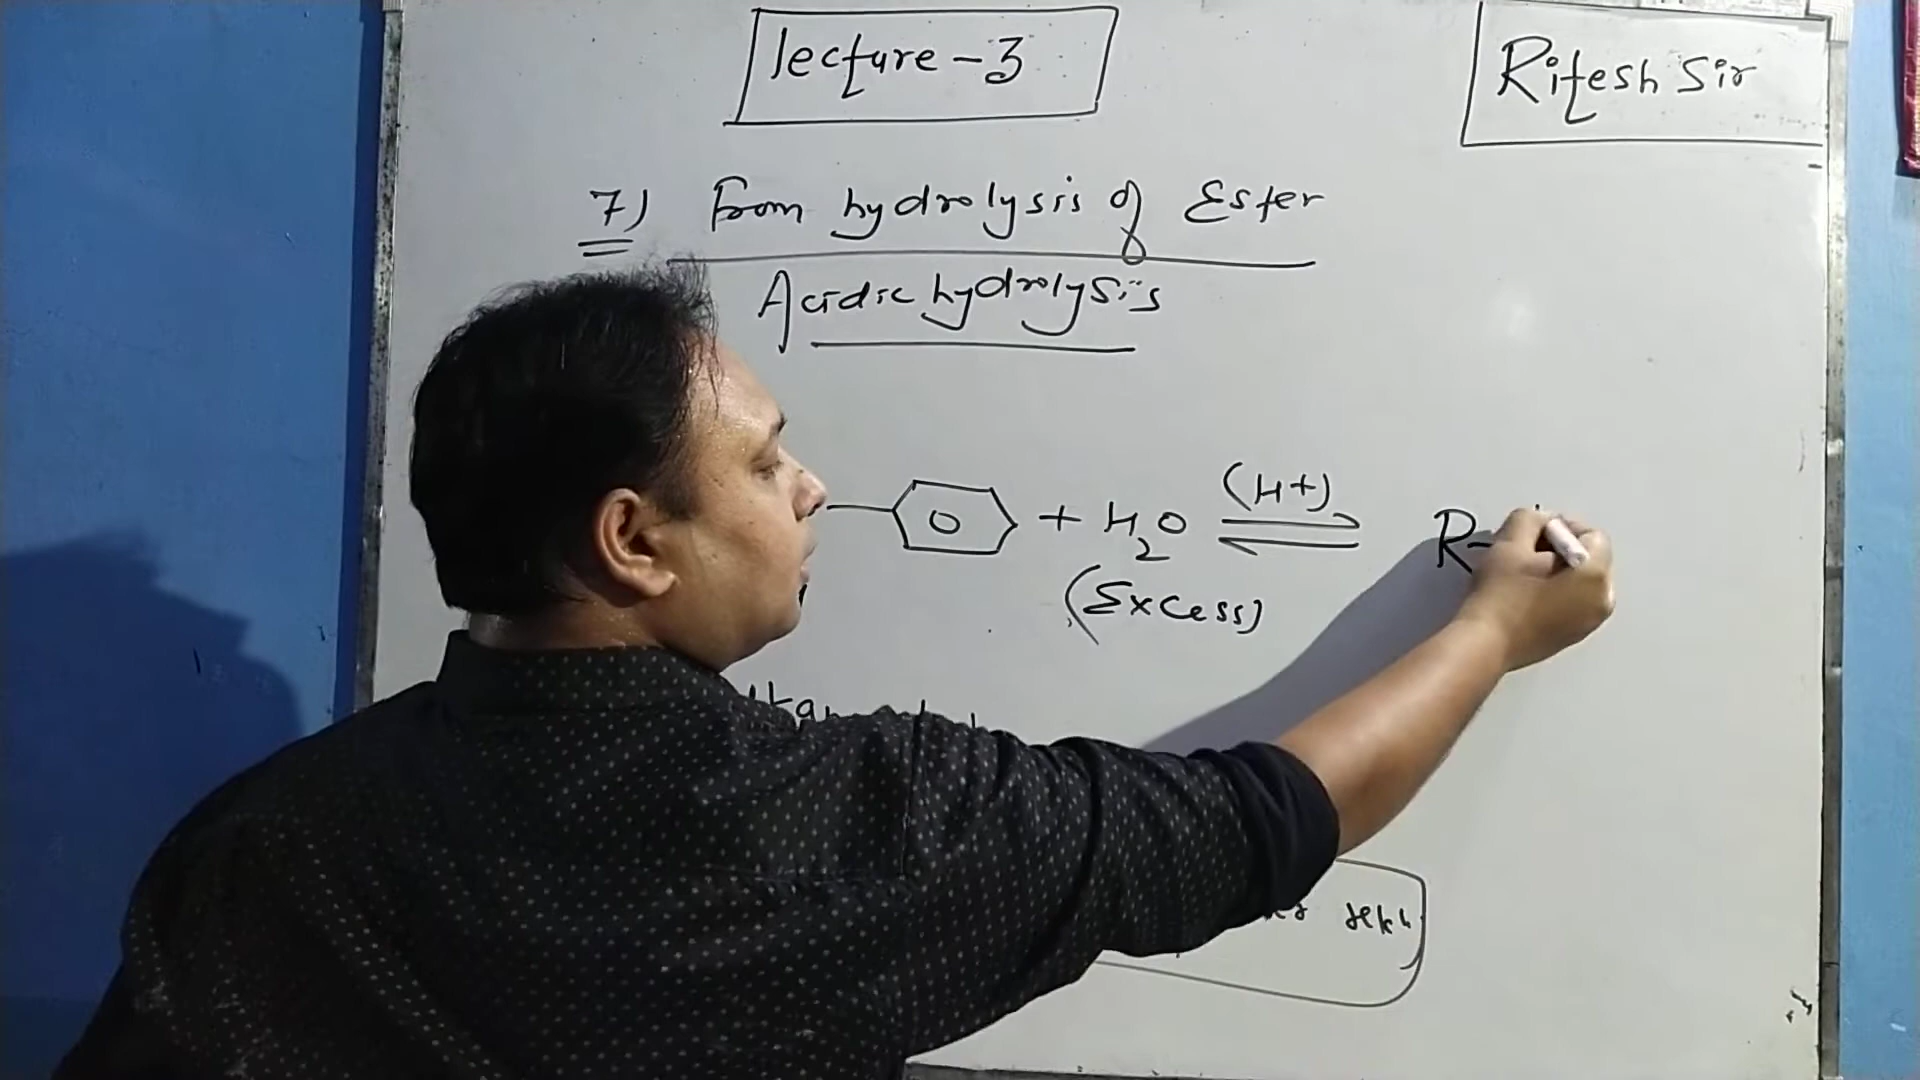 lecture - 3
Ritesh Sir
7) From hydrolysis of Ester
Acidic hydrolysis
(H+)
+ H2O ⇌ R-
(Excess)